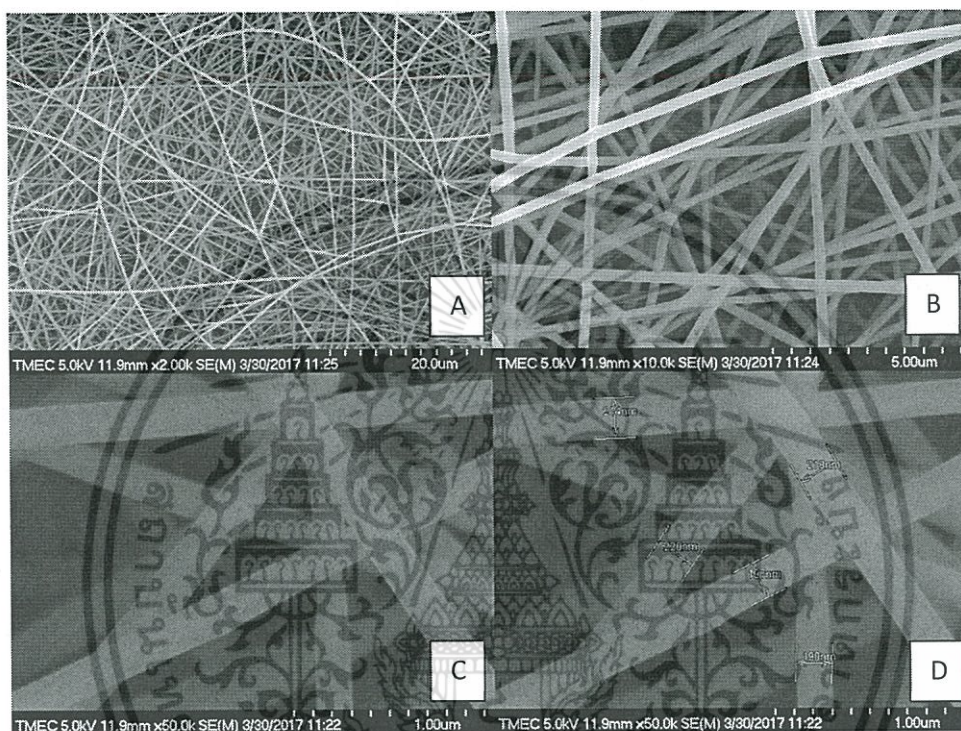 A
B
TMEC 5.0kV 11.9mm x2.00k SE(M) 3/30/2017 11:25 20.0um
TMEC 5.0kV 11.9mm x10.0k SE(M) 3/30/2017 11:24 5.00um
220nm
190nm
C
D
TMEC 5.0kV 11.9mm x50.0k SE(M) 3/30/2017 11:22 1.00um
TMEC 5.0kV 11.9mm x50.0k SE(M) 3/30/2017 11:22 1.00um